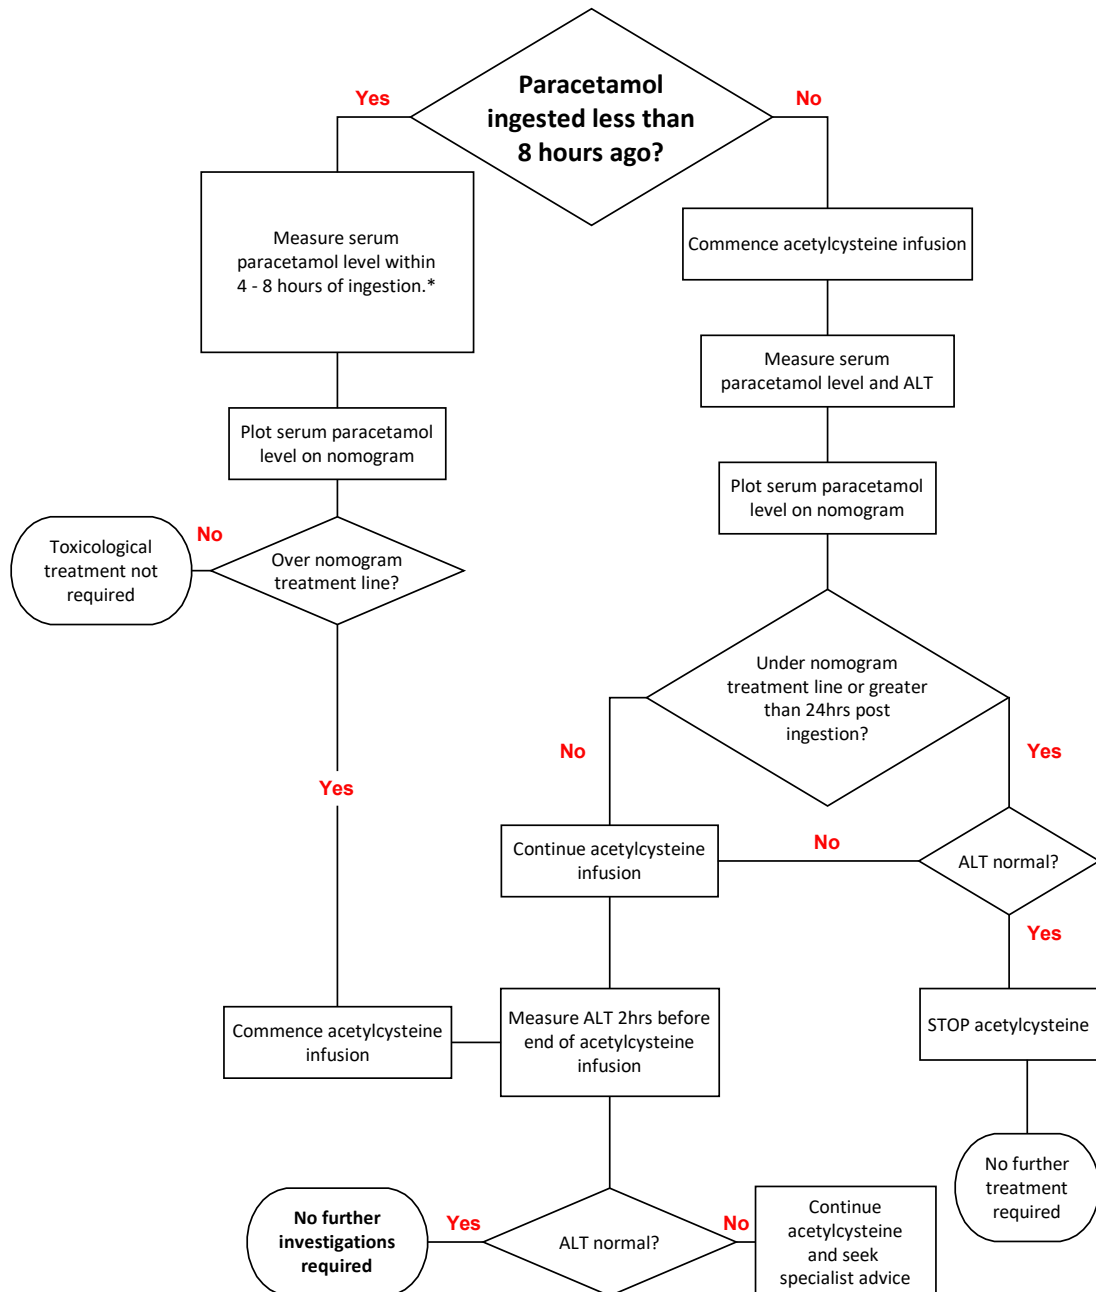 Paracetamol
ingested less than
8 hours ago?
Yes
No
Measure serum
paracetamol level within
4 - 8 hours of ingestion.*
Commence acetylcysteine infusion
Measure serum
paracetamol level and ALT
Plot serum paracetamol
level on nomogram
Plot serum paracetamol
level on nomogram
No
Toxicological
treatment not
required
Over nomogram
treatment line?
Under nomogram
treatment line or greater
than 24hrs post
ingestion?
No
Yes
Yes
Continue acetylcysteine
infusion
No
ALT normal?
Yes
Commence acetylcysteine
infusion
Measure ALT 2hrs before
end of acetylcysteine
infusion
STOP acetylcysteine
No further
treatment
required
No further
investigations
required
Yes
ALT normal?
No
Continue
acetylcysteine
and seek
specialist advice